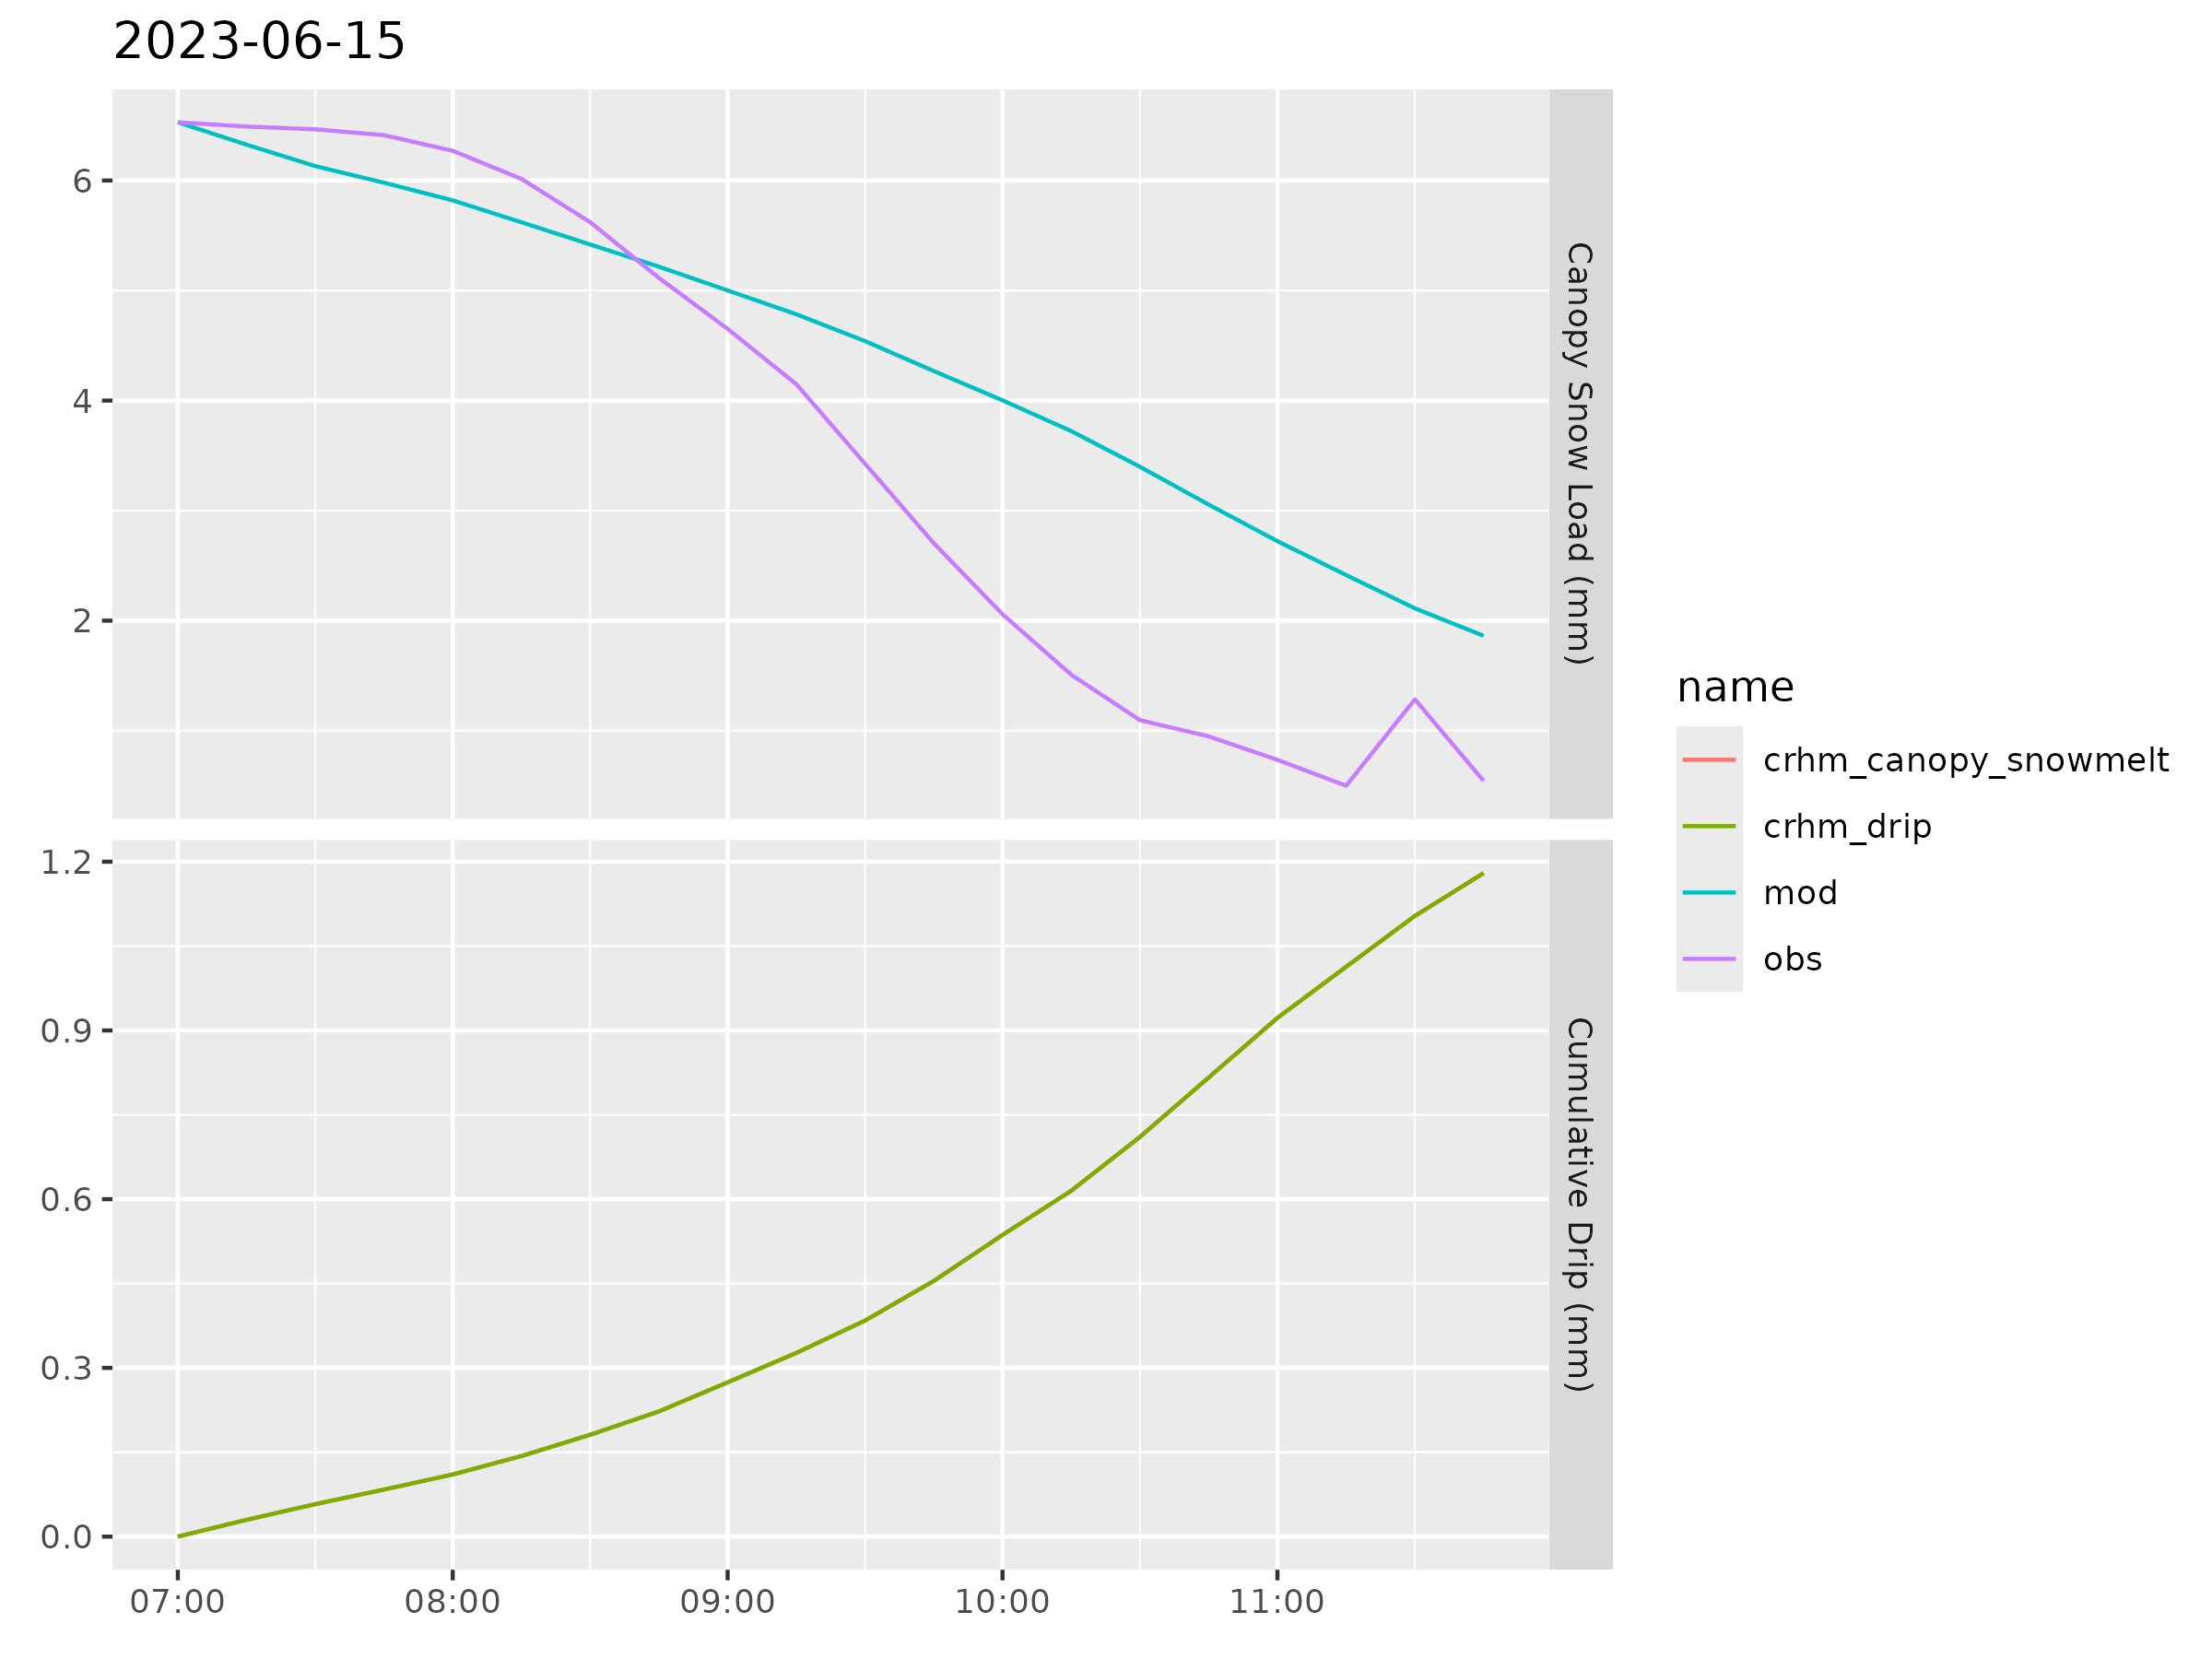 2023-06-15
6
4
2
Canopy Snow Load (mm)
1.2
0.9
0.6
0.3
0.0
Cumulative Drip (mm)
07:00 08:00 09:00 10:00 11:00
name
crhm_canopy_snowmelt
crhm_drip
mod
obs